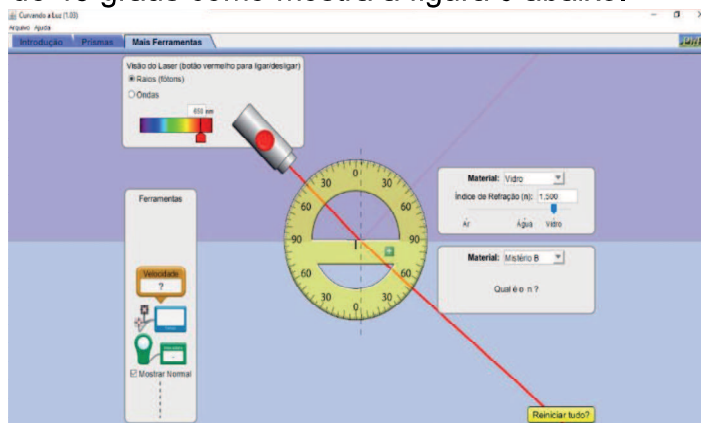 de 45 graus como mostra a figura 6 abaixo.
Curvando a Luz (1.00)
Arquivo Ajuda
Introdução Prismas Mais Ferramentas
Visão do Laser (botão vermelho para ligar/desligar)
Raios (fótons)
Ondas
650 nm
Ferramentas
Velocidade
?
Mostrar Normal
0
30 30
60 60
90 90
60 60
30 30
0
Material: Vidro
Índice de Refração (n): 1,500
Ar Água Vidro
Material: Mistério B
Qual é o n ?
Reiniciar tudo?